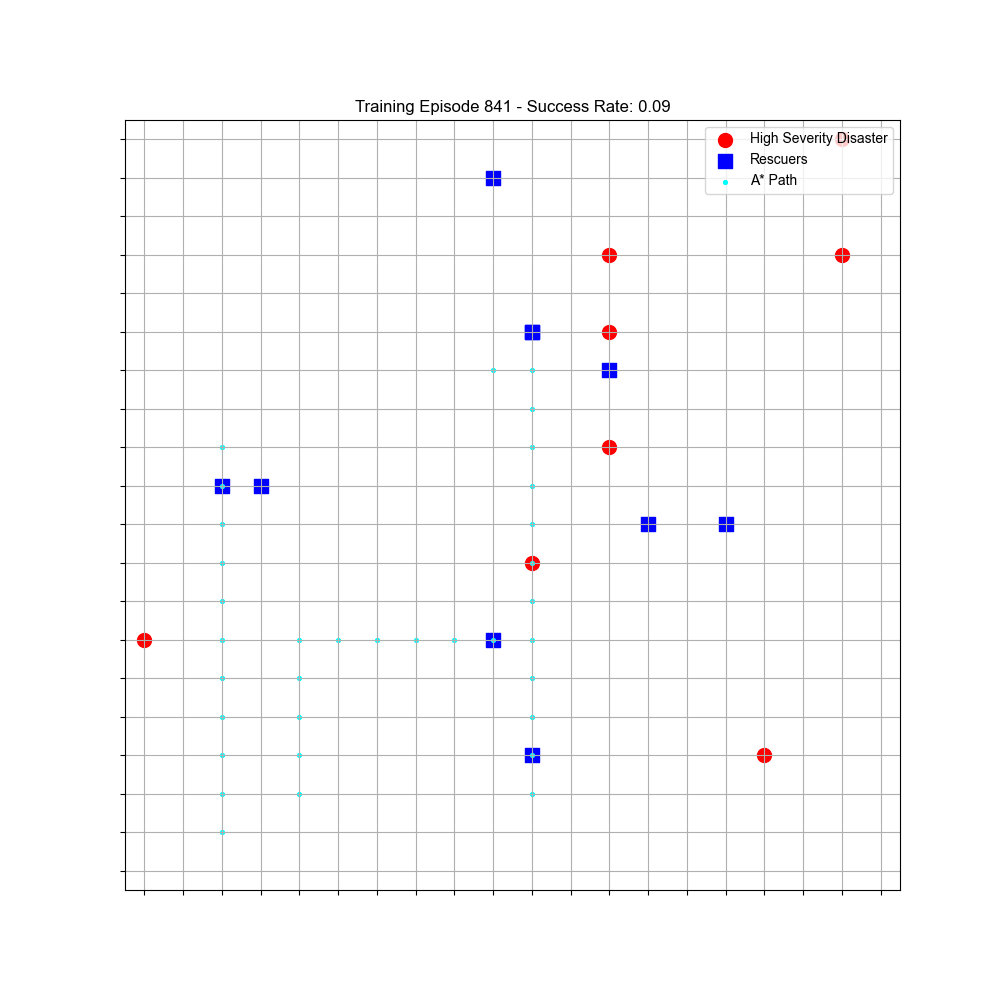 Training Episode 841 - Success Rate: 0.09
High Severity Disaster
Rescuers
A* Path